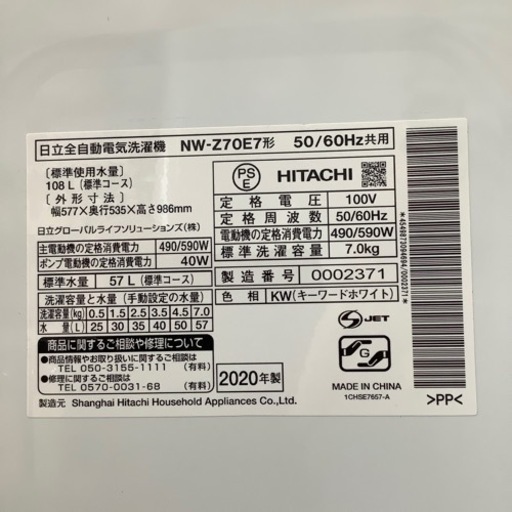 日立全自動電気洗濯機 NW-Z70E7形 50/60Hz共用
[標準使用水量]
108 L (標準コース)
[外形寸法]
幅577×奥行535×高さ986mm
日立グローバルライフソリューションズ(株)
主電動機の定格消費電力 490/590W
ポンプ電動機の定格消費電力 40W
標準水量 57 L (標準コース)
洗濯容量と水量 (手動設定の水量)
洗濯容量(kg) 0.5 1.5 2.5 3.5 4.5 7.0
水量(L) 25 30 35 40 50 57
商品に関するご相談や修理について
●商品情報やお取り扱いに関するご相談
TEL 050-3155-1111 (有料)
●修理に関するご相談
TEL 0570-0031-68 (有料)
製造元 Shanghai Hitachi Household Appliances Co.,Ltd.
PS
E
HITACHI
定格電圧 100V
定格周波数 50/60Hz
電動機の定格消費電力 490/590W
標準洗濯容量 7.0kg
製造番号 0002371
色相 KW(キーワードホワイト)
2020年製
S JET
G
MADE IN CHINA
1CHSE7657-A
>PP<
*4548873094694/0002371*